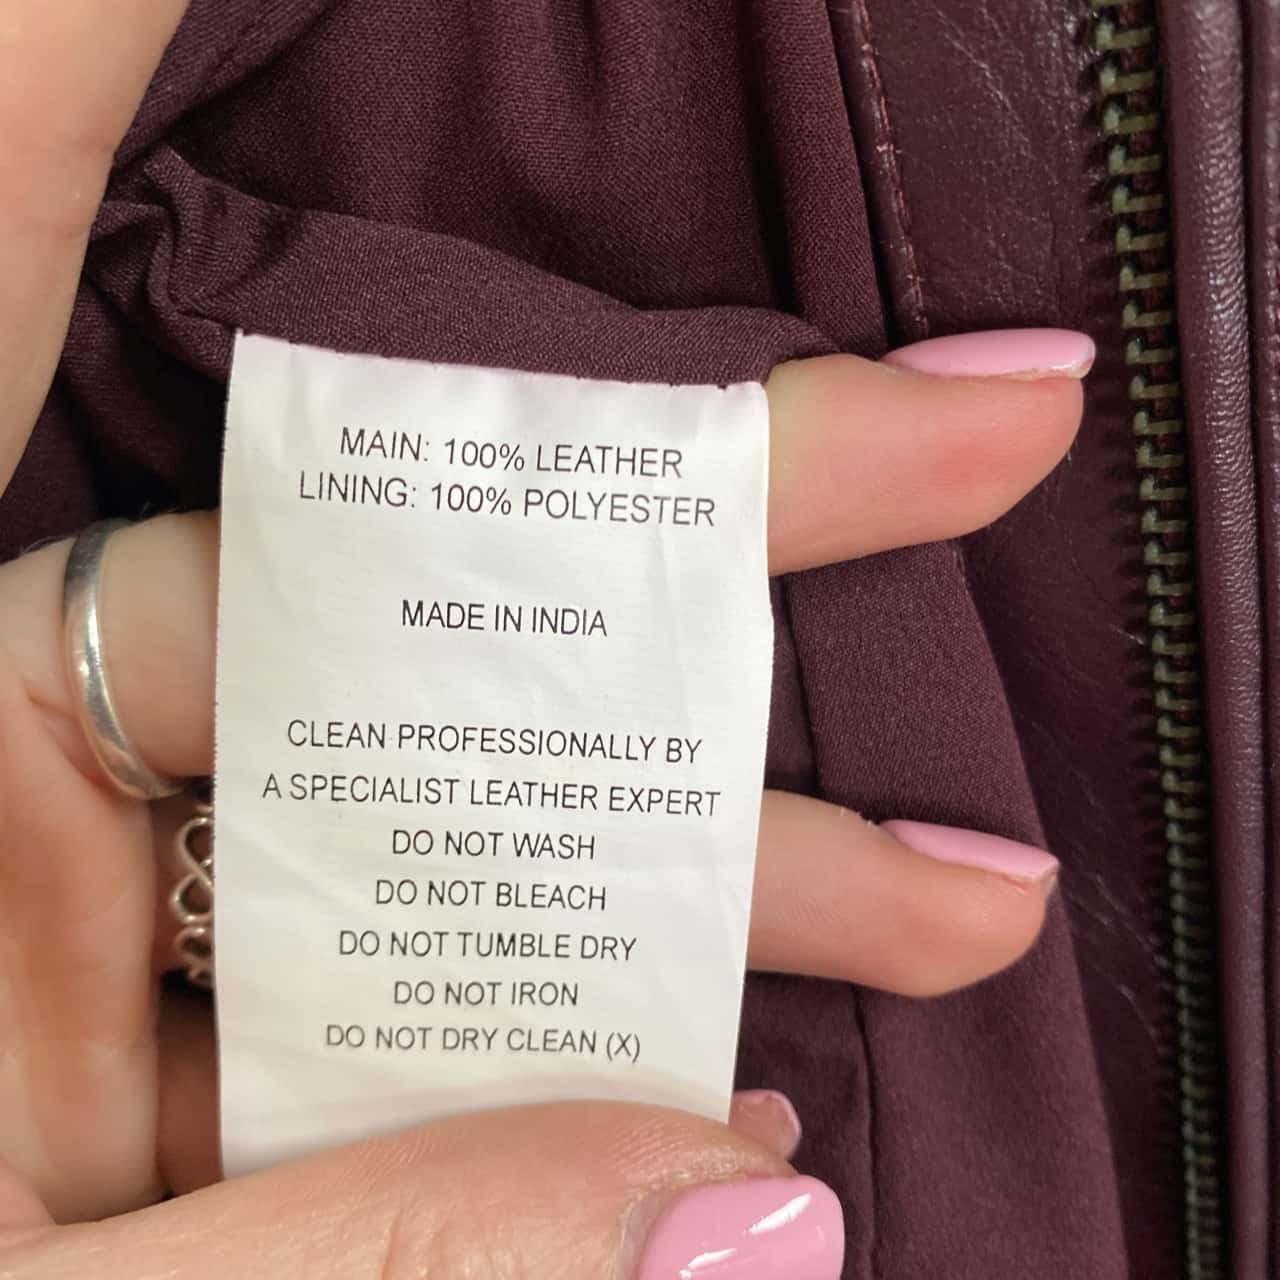 MAIN: 100% LEATHER
LINING: 100% POLYESTER
MADE IN INDIA
CLEAN PROFESSIONALLY BY
A SPECIALIST LEATHER EXPERT
DO NOT WASH
DO NOT BLEACH
DO NOT TUMBLE DRY
DO NOT IRON
DO NOT DRY CLEAN (X)